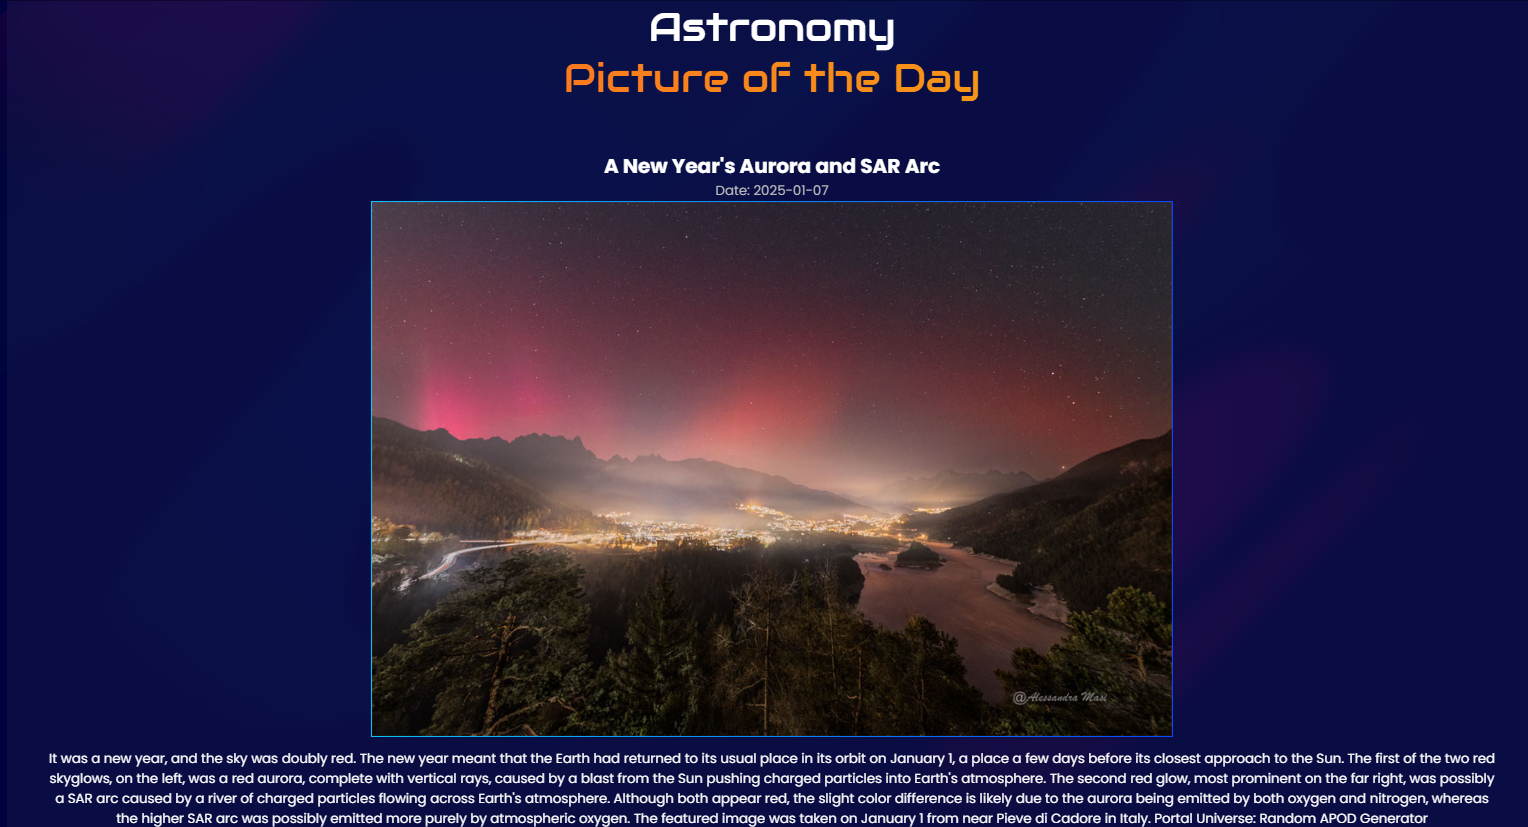 Astronomy
Picture of the Day
A New Year's Aurora and SAR Arc
Date: 2025-01-07
@Alessandra Masi
It was a new year, and the sky was doubly red. The new year meant that the Earth had returned to its usual place in its orbit on January 1, a place a few days before its closest approach to the Sun. The first of the two red
skyglows, on the left, was a red aurora, complete with vertical rays, caused by a blast from the Sun pushing charged particles into Earth's atmosphere. The second red glow, most prominent on the far right, was possibly
a SAR arc caused by a river of charged particles flowing across Earth's atmosphere. Although both appear red, the slight color difference is likely due to the aurora being emitted by both oxygen and nitrogen, whereas
the higher SAR arc was possibly emitted more purely by atmospheric oxygen. The featured image was taken on January 1 from near Pieve di Cadore in Italy. Portal Universe: Random APOD Generator